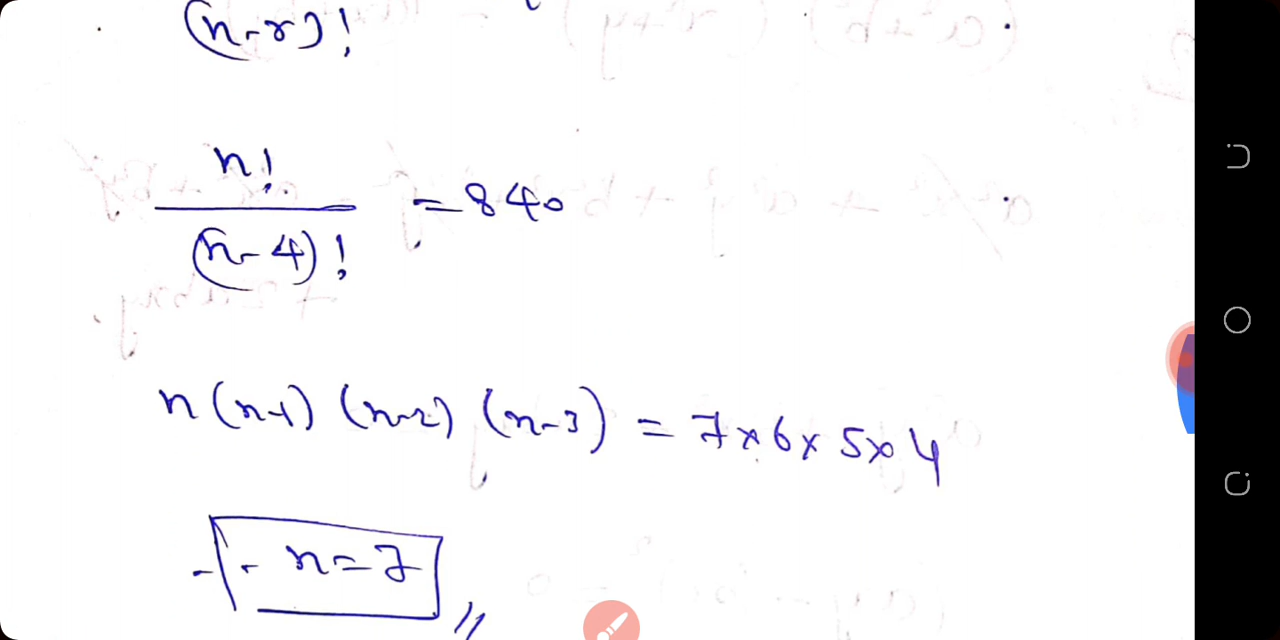 (n-r)!
n!
(n-4)!
= 840
n(n-1) (n-2) (n-3) = 7×6×5×4
n=7